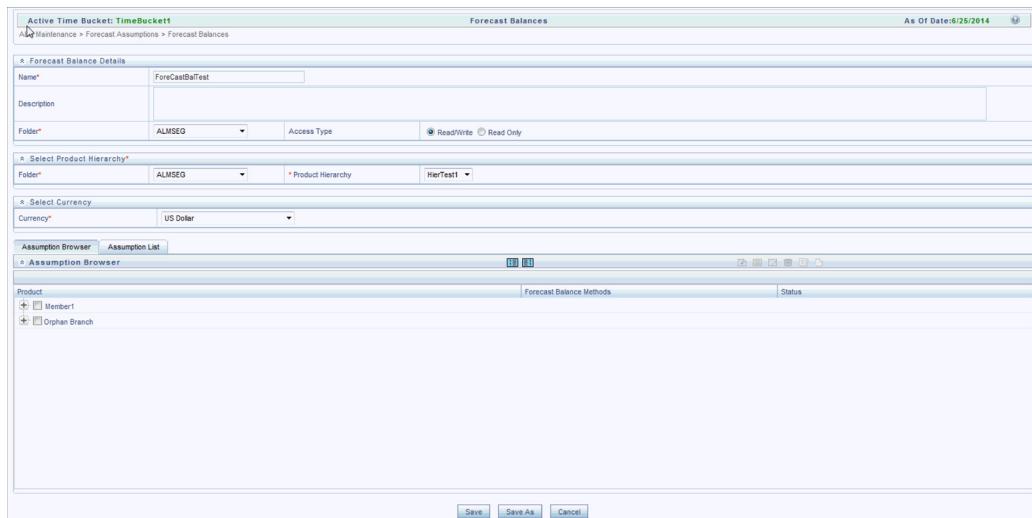 Active Time Bucket: TimeBucket1 Forecast Balances As Of Date:6/25/2014
Maintenance > Forecast Assumptions > Forecast Balances
Forecast Balance Details
Name* ForeCastBalTest
Description
Folder* ALMSEG Access Type Read/Write Read Only
Select Product Hierarchy*
Folder* ALMSEG * Product Hierarchy HierTest1
Select Currency
Currency* US Dollar
Assumption Browser Assumption List
Assumption Browser
Product Forecast Balance Methods Status
Member1
Orphan Branch
Save Save As Cancel